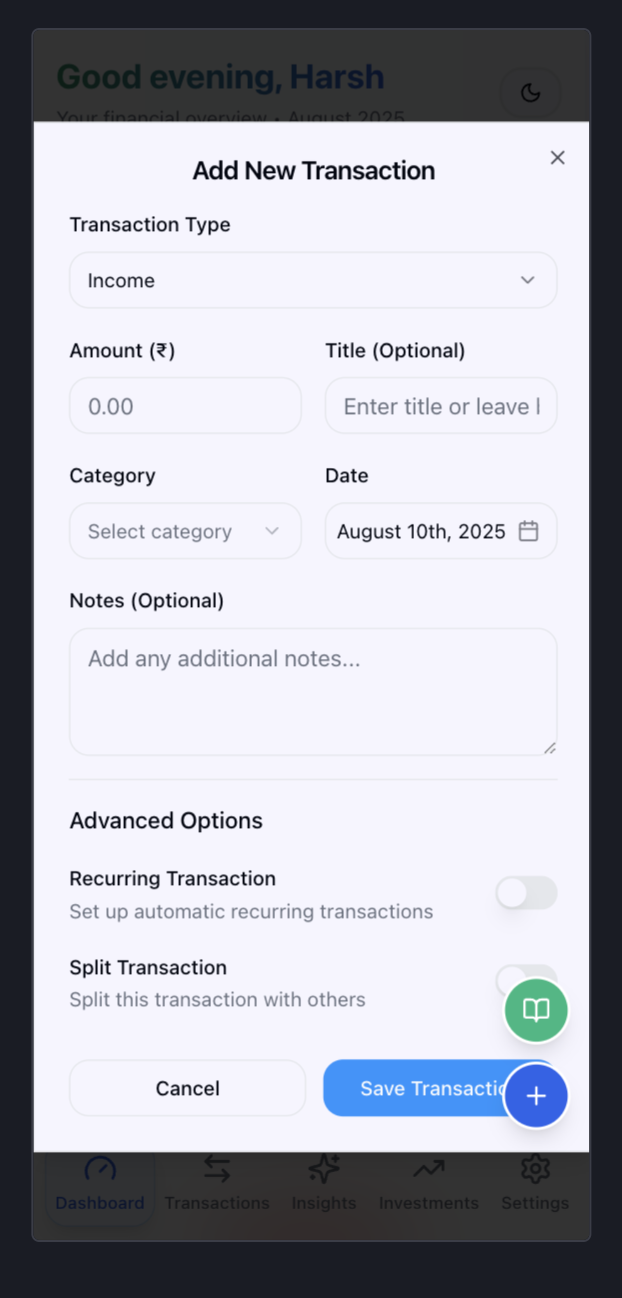 Good evening, Harsh
Your financial overview • August 2025
Add New Transaction
Transaction Type
Income
Amount (₹)
Title (Optional)
0.00
Enter title or leave
Category
Date
Select category
August 10th, 2025
Notes (Optional)
Add any additional notes...
Advanced Options
Recurring Transaction
Set up automatic recurring transactions
Split Transaction
Split this transaction with others
Cancel
Save Transactio
Dashboard
Transactions
Insights
Investments
Settings